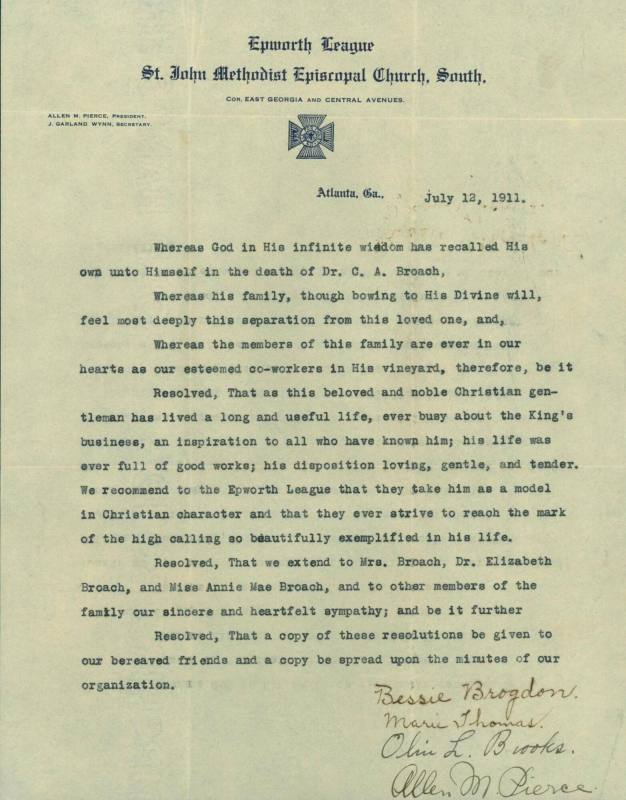 Epworth League
St. John Methodist Episcopal Church, South.
Cor. EAST GEORGIA AND CENTRAL AVENUES.
ALLEN M. PIERCE, PRESIDENT.
J. GARLAND WYNN, SECRETARY.
Atlanta, Ga., July 12, 1911.
Whereas God in His infinite wisdom has recalled His
own unto Himself in the death of Dr. C. A. Broach,
Whereas his family, though bowing to His Divine will,
feel most deeply this separation from this loved one, and,
Whereas the members of this family are ever in our
hearts as our esteemed co-workers in His vineyard, therefore, be it
Resolved, That as this beloved and noble Christian gen-
tleman has lived a long and useful life, ever busy about the King's
business, an inspiration to all who have known him; his life was
ever full of good works; his disposition loving, gentle, and tender.
We recommend to the Epworth League that they take him as a model
in Christian character and that they ever strive to reach the mark
of the high calling so beautifully exemplified in his life.
Resolved, That we extend to Mrs. Broach, Dr. Elizabeth
Broach, and Miss Annie Mae Broach, and to other members of the
family our sincere and heartfelt sympathy; and be it further
Resolved, That a copy of these resolutions be given to
our bereaved friends and a copy be spread upon the minutes of our
organization.
Bessie Brogdon.
Marie Thomas.
Olin L. Brooks.
Allen M. Pierce.